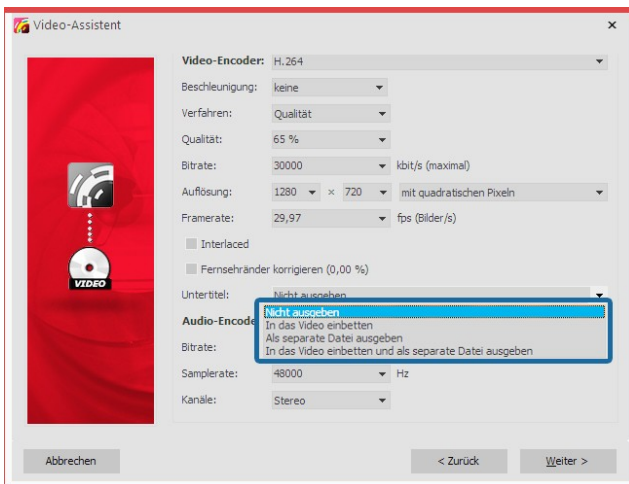 Video-Assistent
Video-Encoder: H.264
Beschleunigung: keine
Verfahren: Qualität
Qualität: 65 %
Bitrate: 30000 kbit/s (maximal)
Auflösung: 1280 × 720 mit quadratischen Pixeln
Framerate: 29,97 fps (Bilder/s)
Interlaced
Fernsehränder korrigieren (0,00 %)
Untertitel: Nicht ausgeben
Nicht ausgeben
Audio-Encode
In das Video einbetten
Als separate Datei ausgeben
Bitrate:
In das Video einbetten und als separate Datei ausgeben
Samplerate: 48000 Hz
Kanäle: Stereo
VIDEO
Abbrechen < Zurück Weiter >